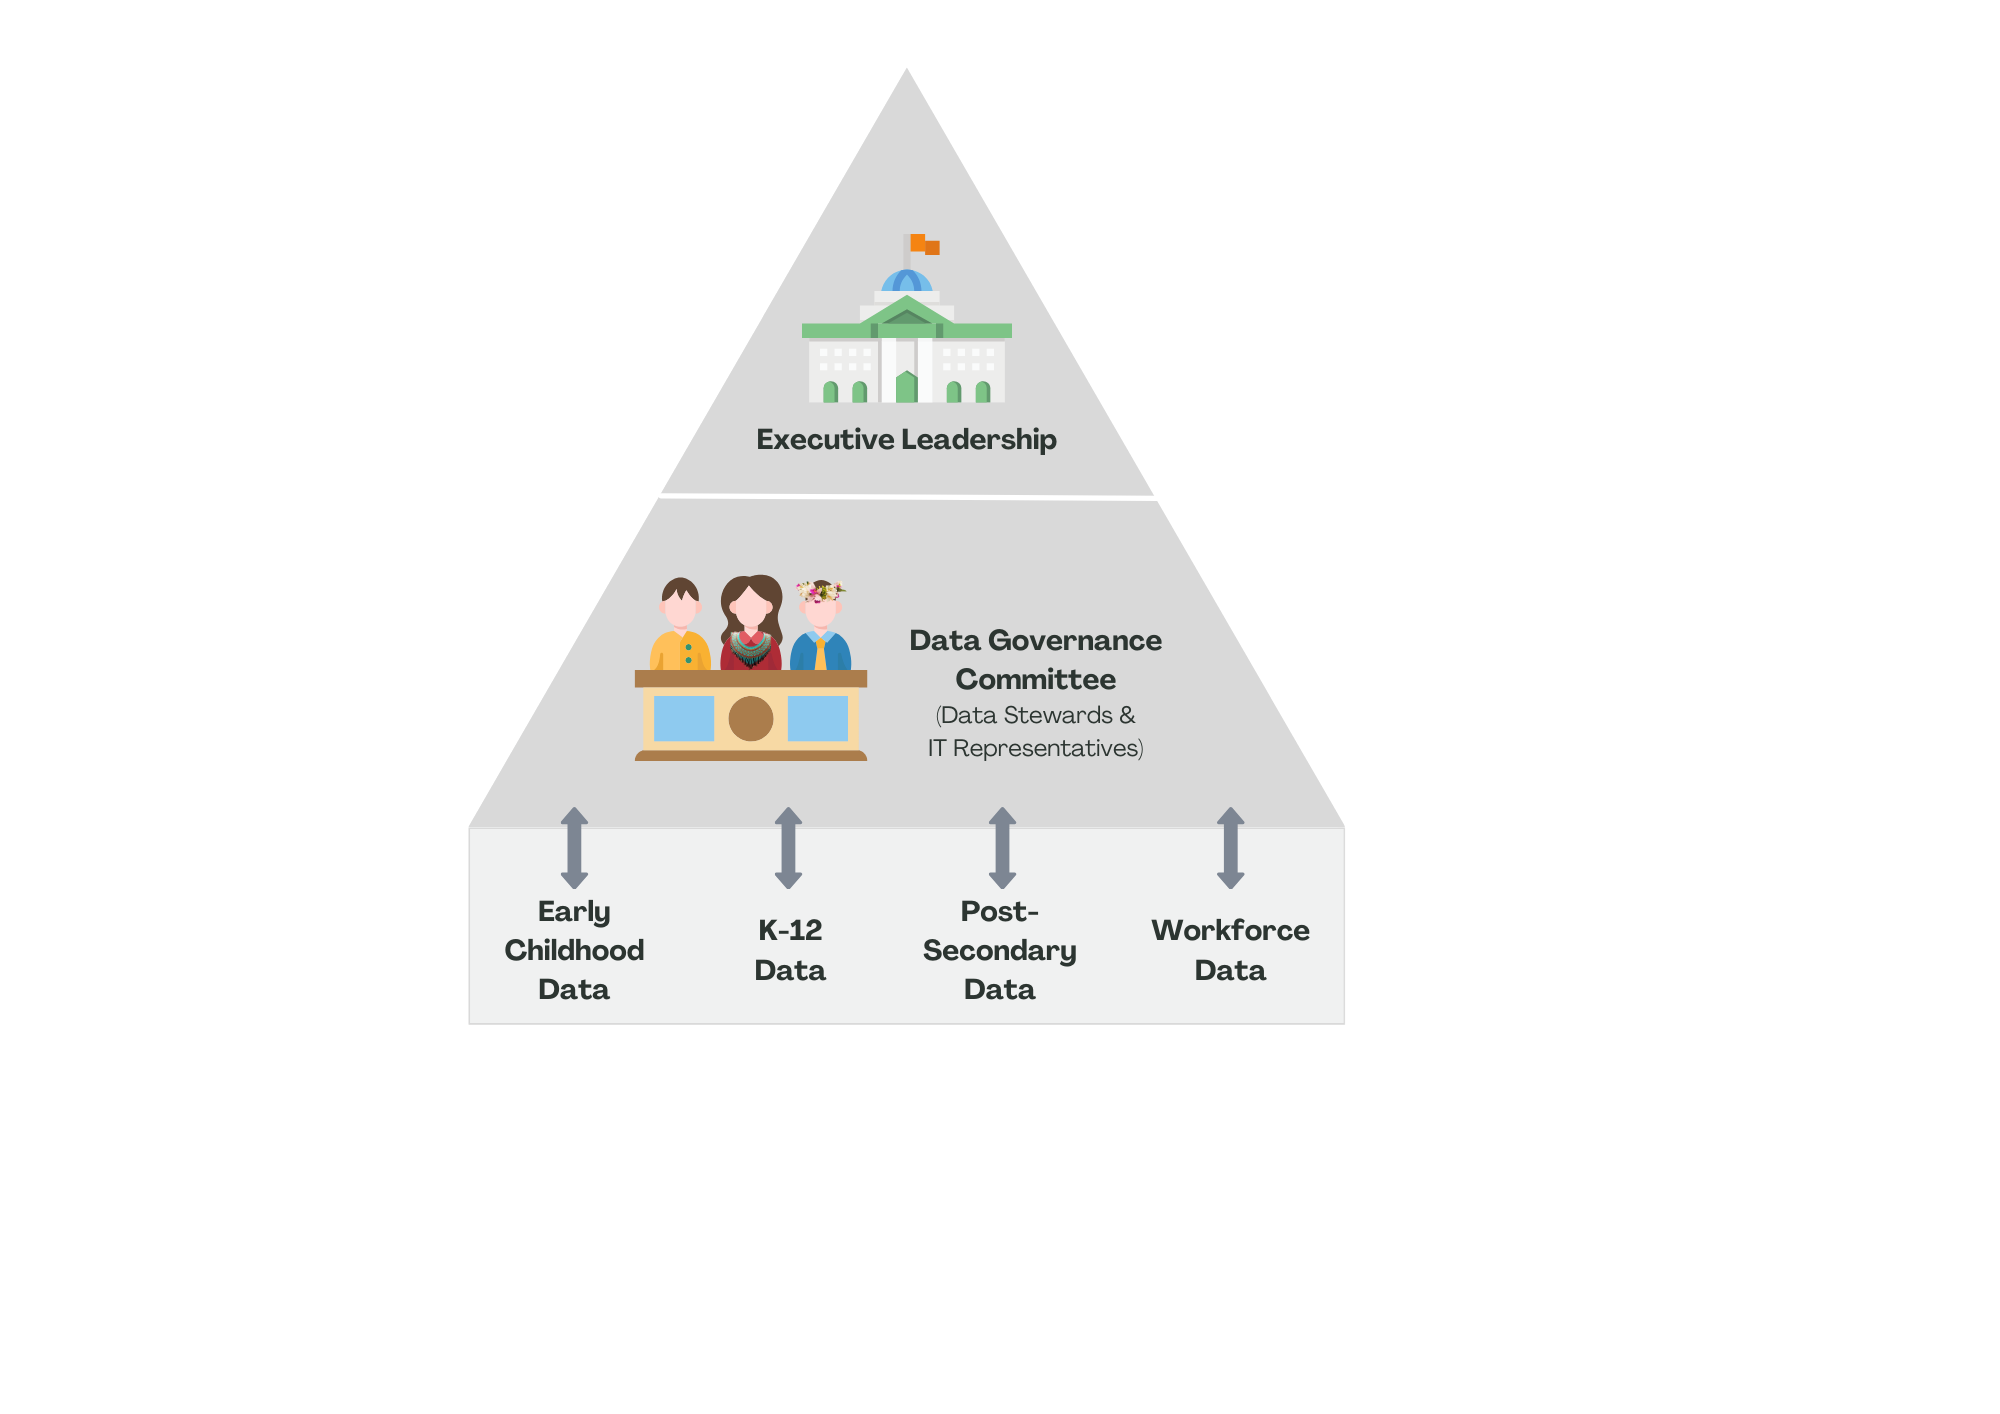 Executive Leadership
Data Governance
Committee
(Data Stewards &
IT Representatives)
Early
Childhood
Data
K-12
Data
Post-
Secondary
Data
Workforce
Data